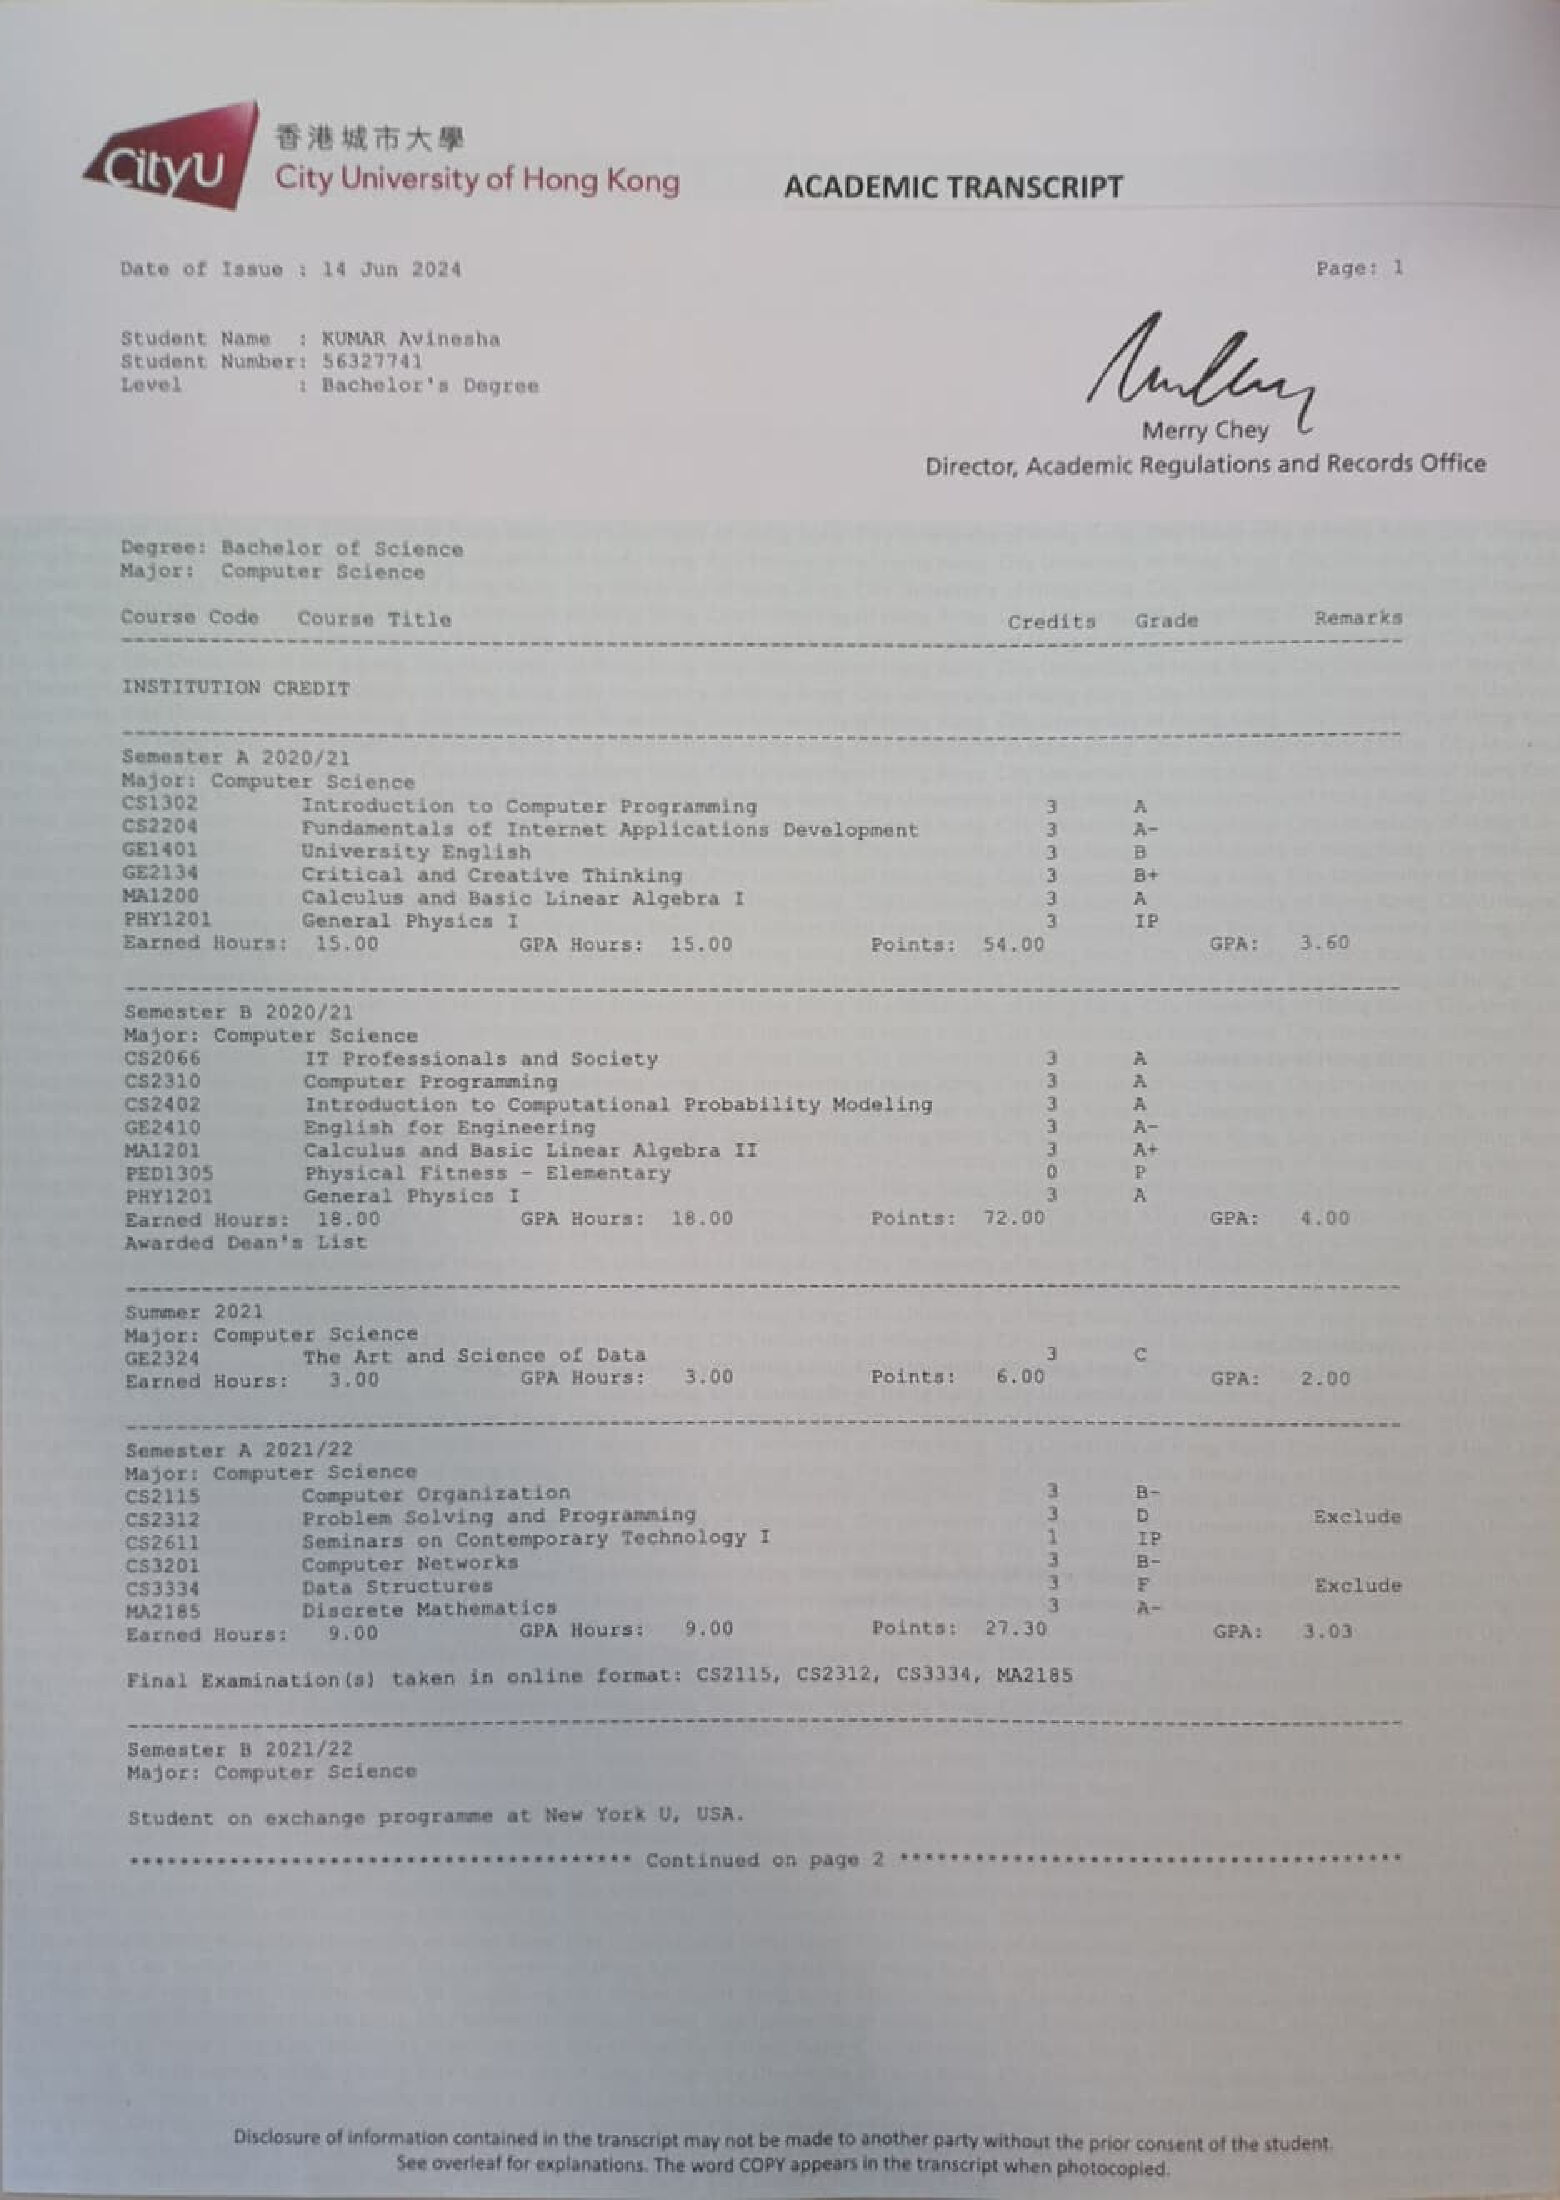 香港城市大學
CityU
City University of Hong Kong
ACADEMIC TRANSCRIPT
Date of Issue : 14 Jun 2024 Page: 1
Student Name : KUMAR Avinesha
Student Number: 56327741
Level : Bachelor's Degree
Merry Chey
Director, Academic Regulations and Records Office
Degree: Bachelor of Science
Major: Computer Science
Course Code Course Title Credits Grade Remarks
INSTITUTION CREDIT
Semester A 2020/21
Major: Computer Science
CS1302 Introduction to Computer Programming 3 A
CS2204 Fundamentals of Internet Applications Development 3 A-
GE1401 University English 3 B
GE2134 Critical and Creative Thinking 3 B+
MA1200 Calculus and Basic Linear Algebra I 3 A
PHY1201 General Physics I 3 IP
Earned Hours: 15.00 GPA Hours: 15.00 Points: 54.00 GPA: 3.60
Semester B 2020/21
Major: Computer Science
CS2066 IT Professionals and Society 3 A
CS2310 Computer Programming 3 A
CS2402 Introduction to Computational Probability Modeling 3 A
GE2410 English for Engineering 3 A-
MA1201 Calculus and Basic Linear Algebra II 3 A+
PED1305 Physical Fitness - Elementary 0 P
PHY1201 General Physics I 3 A
Earned Hours: 18.00 GPA Hours: 18.00 Points: 72.00 GPA: 4.00
Awarded Dean's List
Summer 2021
Major: Computer Science
GE2324 The Art and Science of Data 3 C
Earned Hours: 3.00 GPA Hours: 3.00 Points: 6.00 GPA: 2.00
Semester A 2021/22
Major: Computer Science
CS2115 Computer Organization 3 B-
CS2312 Problem Solving and Programming 3 D Exclude
CS2611 Seminars on Contemporary Technology I 1 IP
CS3201 Computer Networks 3 B-
CS3334 Data Structures 3 F Exclude
MA2185 Discrete Mathematics 3 A-
Earned Hours: 9.00 GPA Hours: 9.00 Points: 27.30 GPA: 3.03
Final Examination(s) taken in online format: CS2115, CS2312, CS3334, MA2185
Semester B 2021/22
Major: Computer Science
Student on exchange programme at New York U, USA.
**************************************** Continued on page 2 ****************************************
Disclosure of information contained in the transcript may not be made to another party without the prior consent of the student.
See overleaf for explanations. The word COPY appears in the transcript when photocopied.